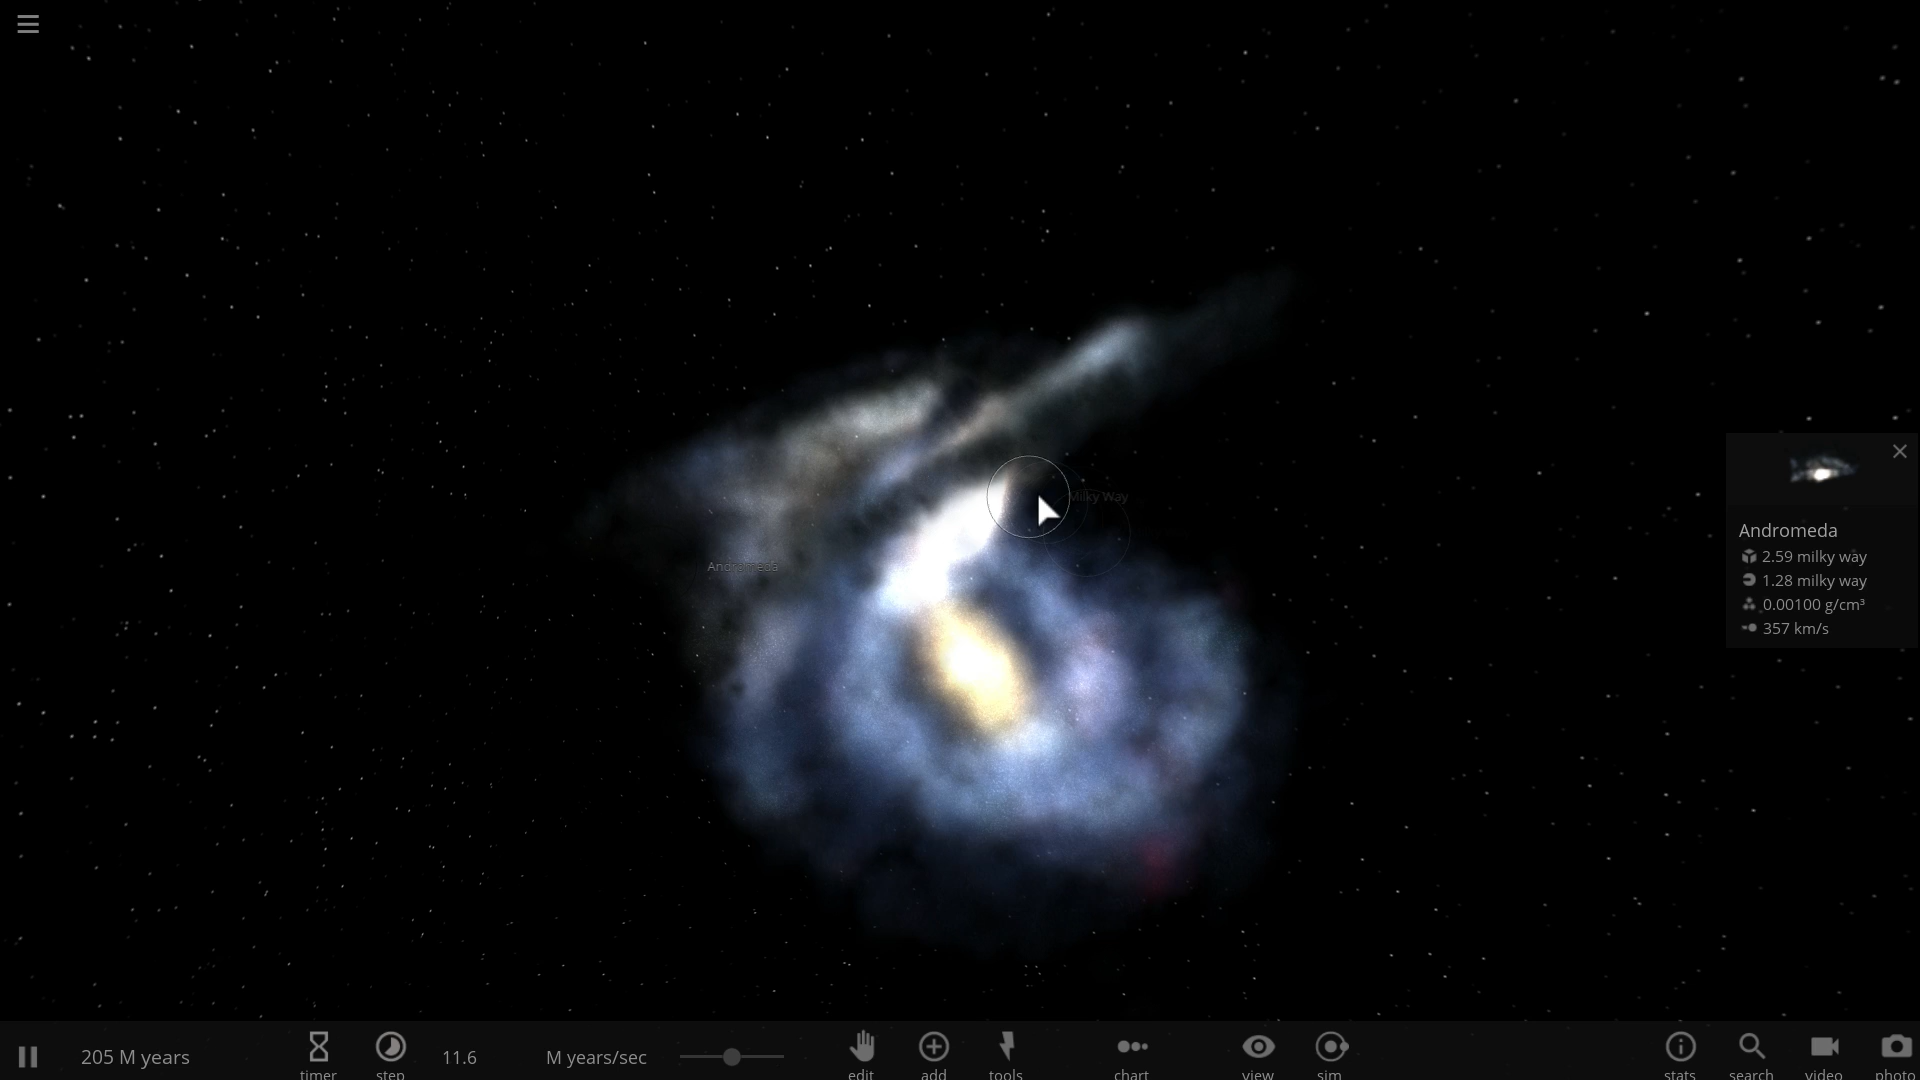 Milky Way
Andromeda
Andromeda
2.59 milky way
1.28 milky way
0.00100 g/cm³
357 km/s
205 M years
timer
step
11.6
M years/sec
edit
add
tools
chart
view
sim
stats
search
video
photo